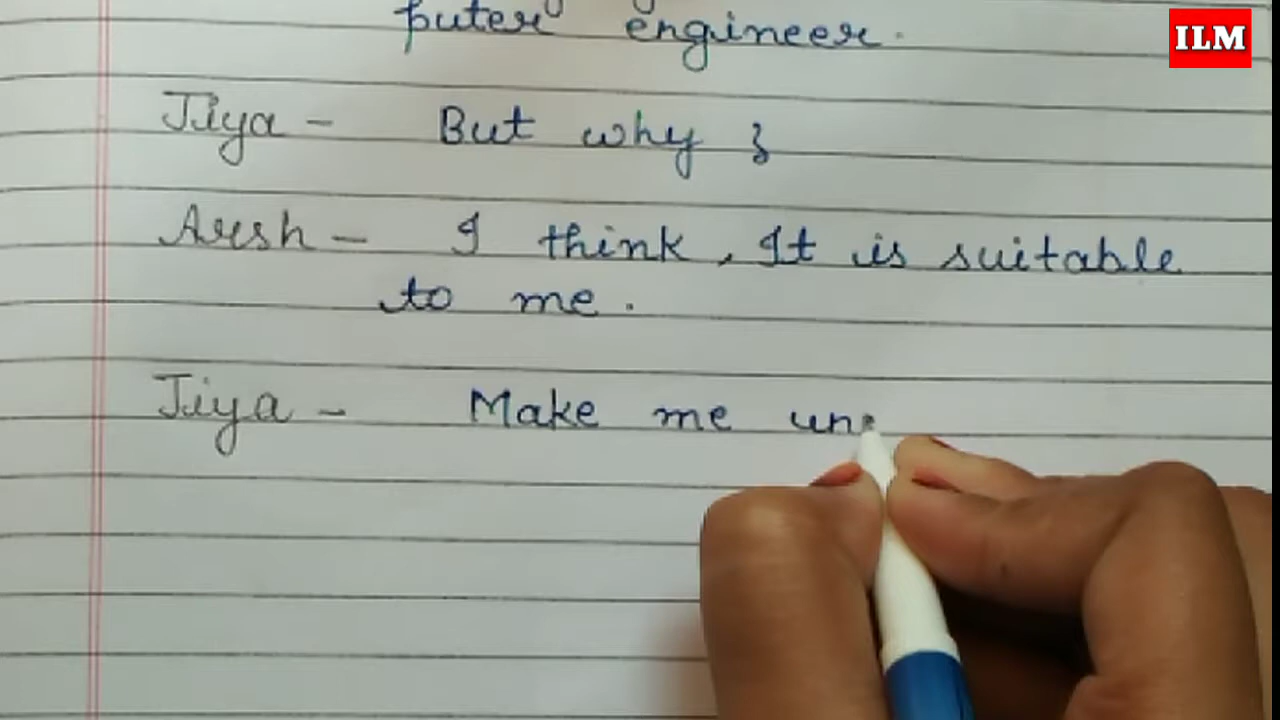 puter engineer.
ILM
Jiya - But why ?
Arsh - I think, It is suitable
to me.
Jiya - Make me un